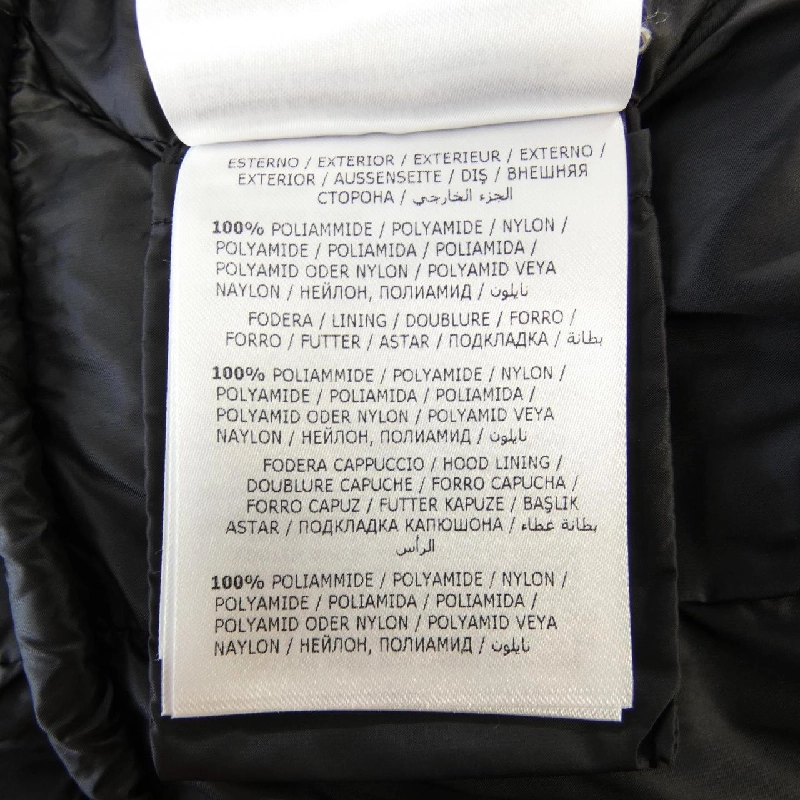 ESTERNO / EXTERIOR / EXTERIEUR / EXTERNO /
EXTERIOR / AUSSENSEITE / DIŞ / ВНЕШНЯЯ
СТОРОНА / الجزء الخارجي
100% POLIAMMIDE / POLYAMIDE / NYLON /
POLYAMIDE / POLIAMIDA / POLIAMIDA /
POLYAMID ODER NYLON / POLYAMID VEYA
NAYLON / НЕЙЛОН, ПОЛИАМИД / نايلون
FODERA / LINING / DOUBLURE / FORRO /
FORRO / FUTTER / ASTAR / ПОДКЛАДКА / بطانة
100% POLIAMMIDE / POLYAMIDE / NYLON /
POLYAMIDE / POLIAMIDA / POLIAMIDA /
POLYAMID ODER NYLON / POLYAMID VEYA
NAYLON / НЕЙЛОН, ПОЛИАМИД / نايلون
FODERA CAPPUCCIO / HOOD LINING /
DOUBLURE CAPUCHE / FORRO CAPUCHA /
FORRO CAPUZ / FUTTER KAPUZE / BAŞLIK
ASTAR / ПОДКЛАДКА КАПЮШОНА / بطانة غطاء
الرأس
100% POLIAMMIDE / POLYAMIDE / NYLON /
POLYAMIDE / POLIAMIDA / POLIAMIDA /
POLYAMID ODER NYLON / POLYAMID VEYA
NAYLON / НЕЙЛОН, ПОЛИАМИД / نايلون